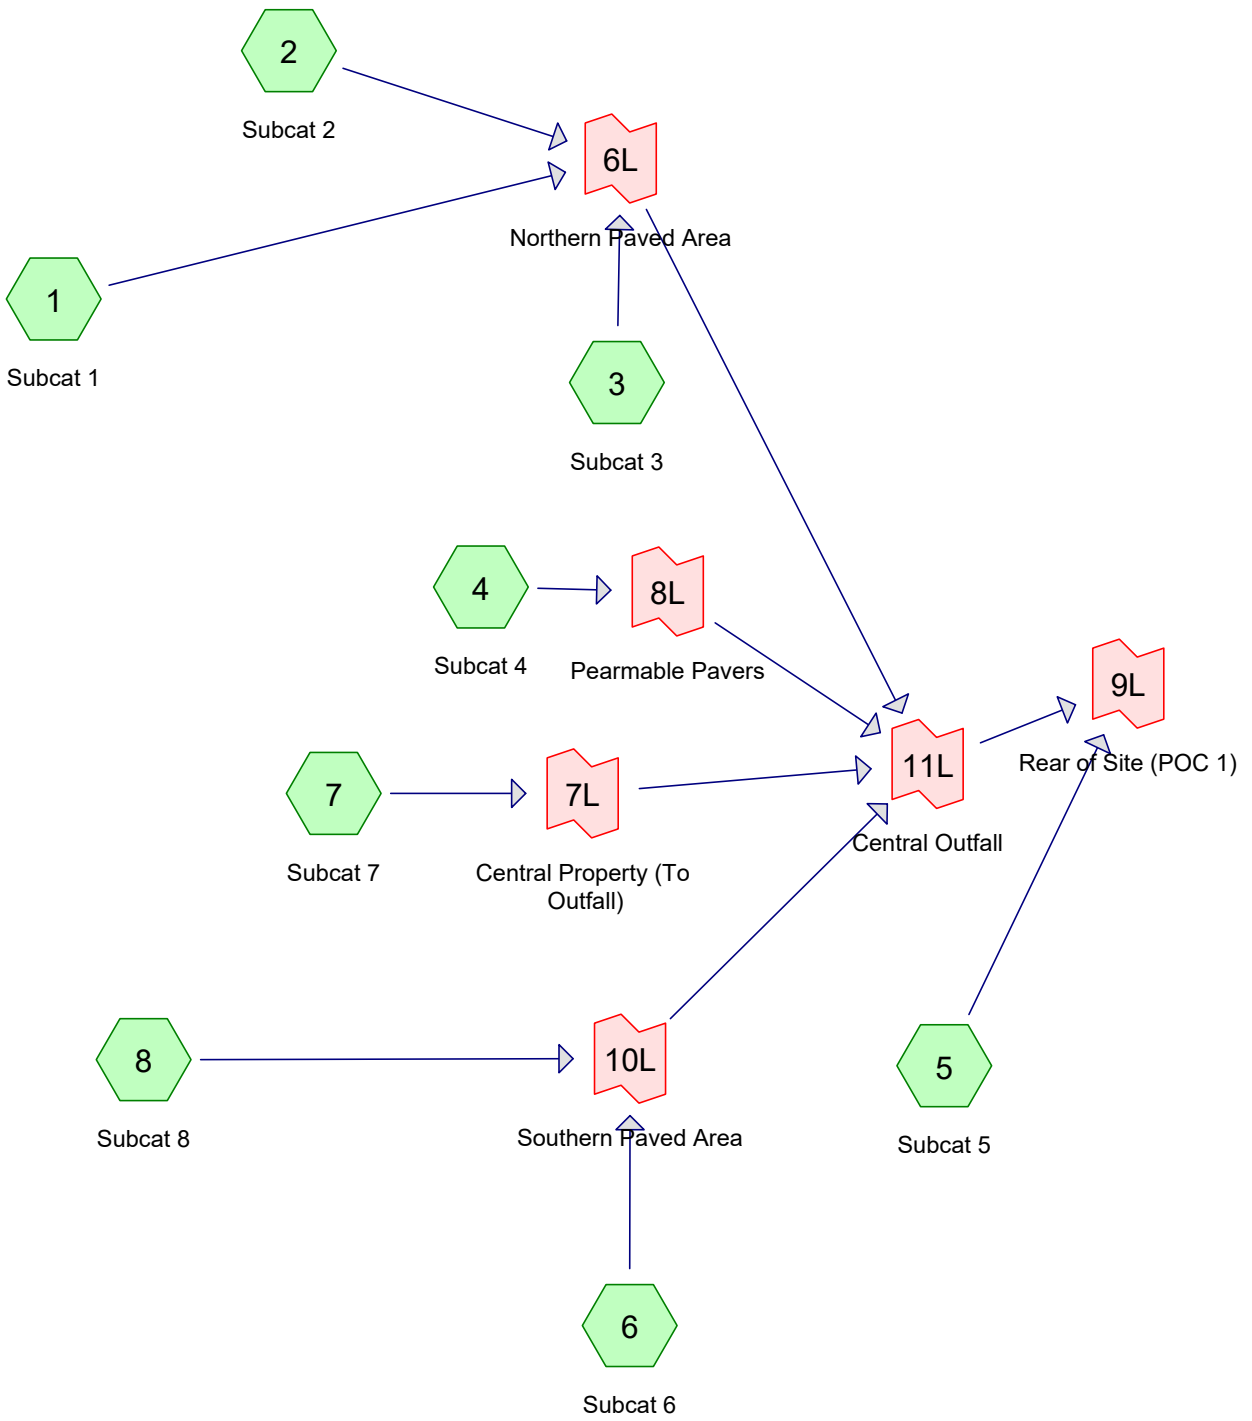 2
Subcat 2
6L
Northern Paved Area
1
Subcat 1
3
Subcat 3
4
Subcat 4
8L
Pearmable Pavers
9L
Rear of Site (POC 1)
11L
Central Outfall
7
Subcat 7
7L
Central Property (To
Outfall)
8
Subcat 8
10L
Southern Paved Area
5
Subcat 5
6
Subcat 6